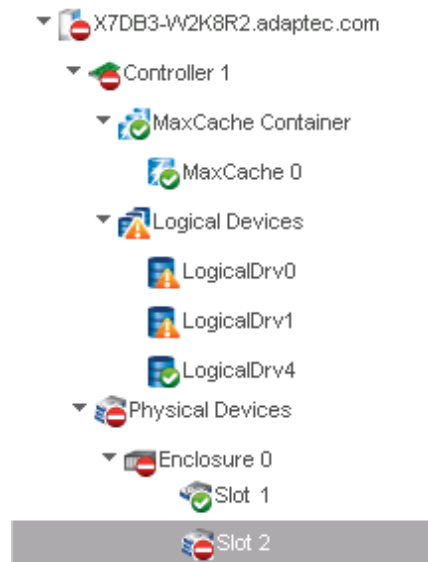 X7DB3-W2K8R2.adaptec.com
Controller 1
MaxCache Container
MaxCache 0
Logical Devices
LogicalDrv0
LogicalDrv1
LogicalDrv4
Physical Devices
Enclosure 0
Slot 1
Slot 2